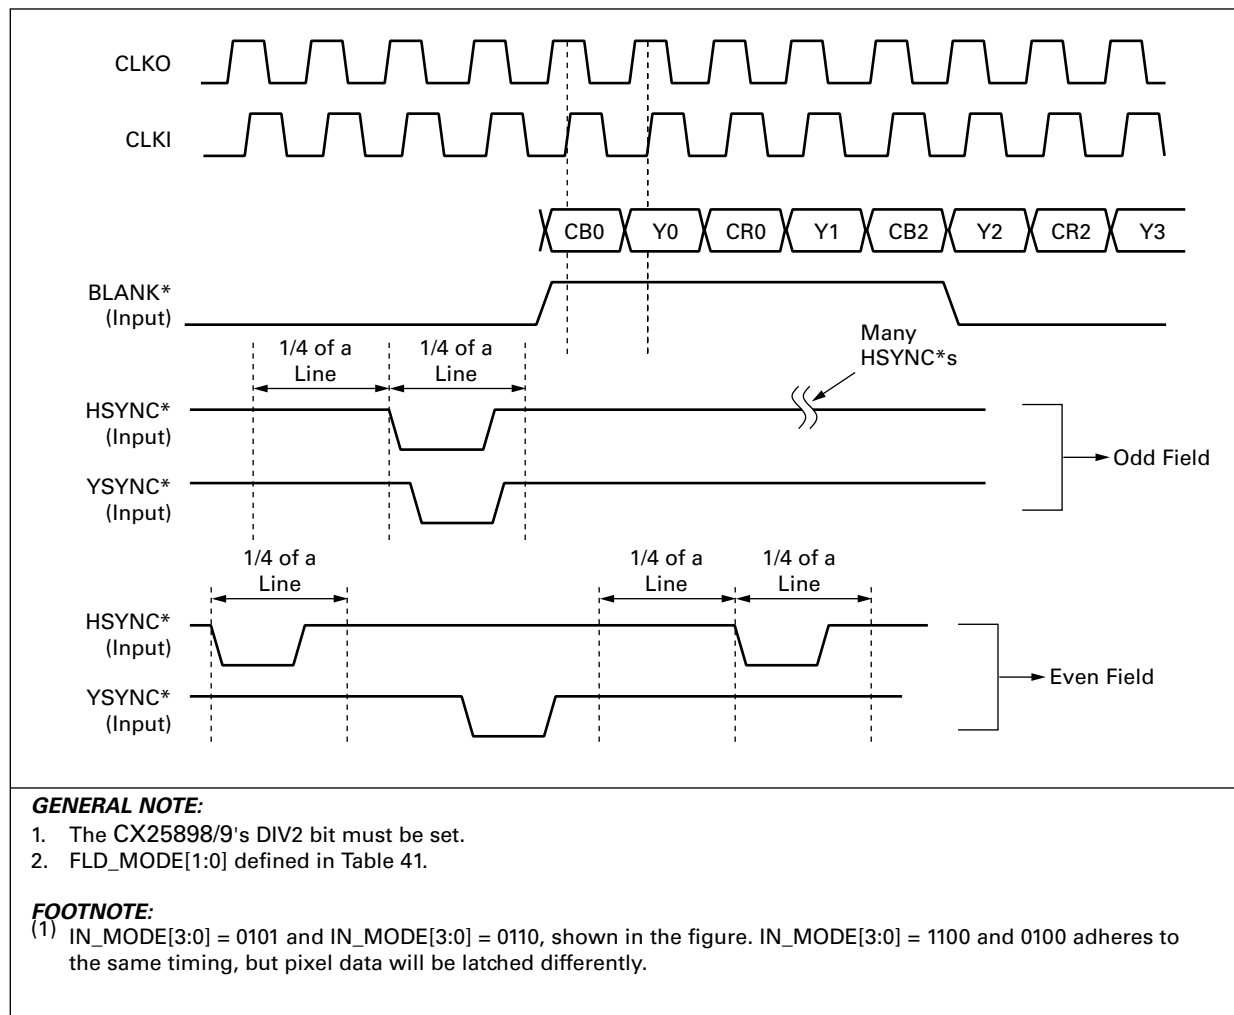 CLKO
CLKI
CB0 Y0 CR0 Y1 CB2 Y2 CR2 Y3
BLANK*
(Input)
Many
HSYNC*s
1/4 of a
Line
1/4 of a
Line
HSYNC*
(Input)
Odd Field
YSYNC*
(Input)
1/4 of a
Line
1/4 of a
Line
1/4 of a
Line
HSYNC*
(Input)
Even Field
YSYNC*
(Input)
GENERAL NOTE:
1. The CX25898/9's DIV2 bit must be set.
2. FLD_MODE[1:0] defined in Table 41.
FOOTNOTE:
(1) IN_MODE[3:0] = 0101 and IN_MODE[3:0] = 0110, shown in the figure. IN_MODE[3:0] = 1100 and 0100 adheres to
the same timing, but pixel data will be latched differently.